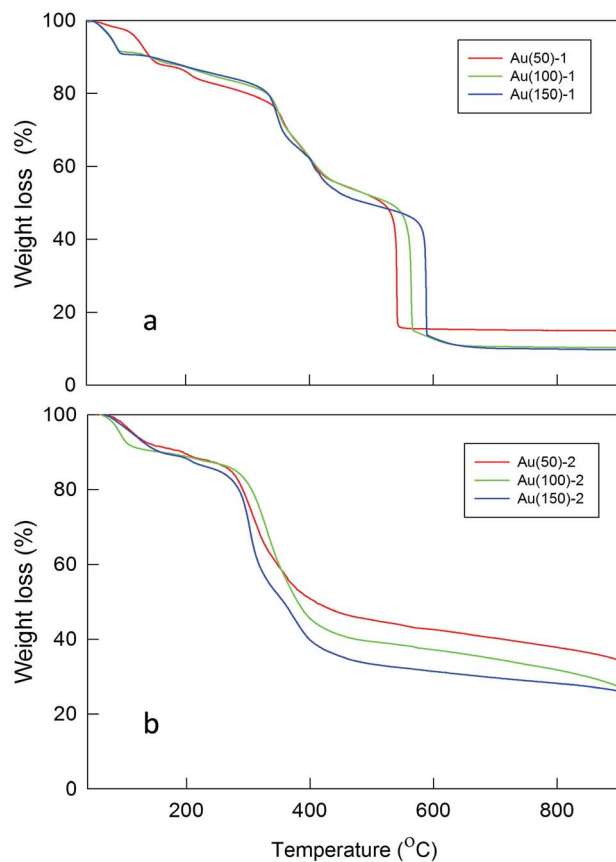 100
80
60
40
20
0
Weight loss (%)
Au(50)-1
Au(100)-1
Au(150)-1
a
100
80
60
40
20
0
Weight loss (%)
Au(50)-2
Au(100)-2
Au(150)-2
b
200 400 600 800
Temperature (°C)